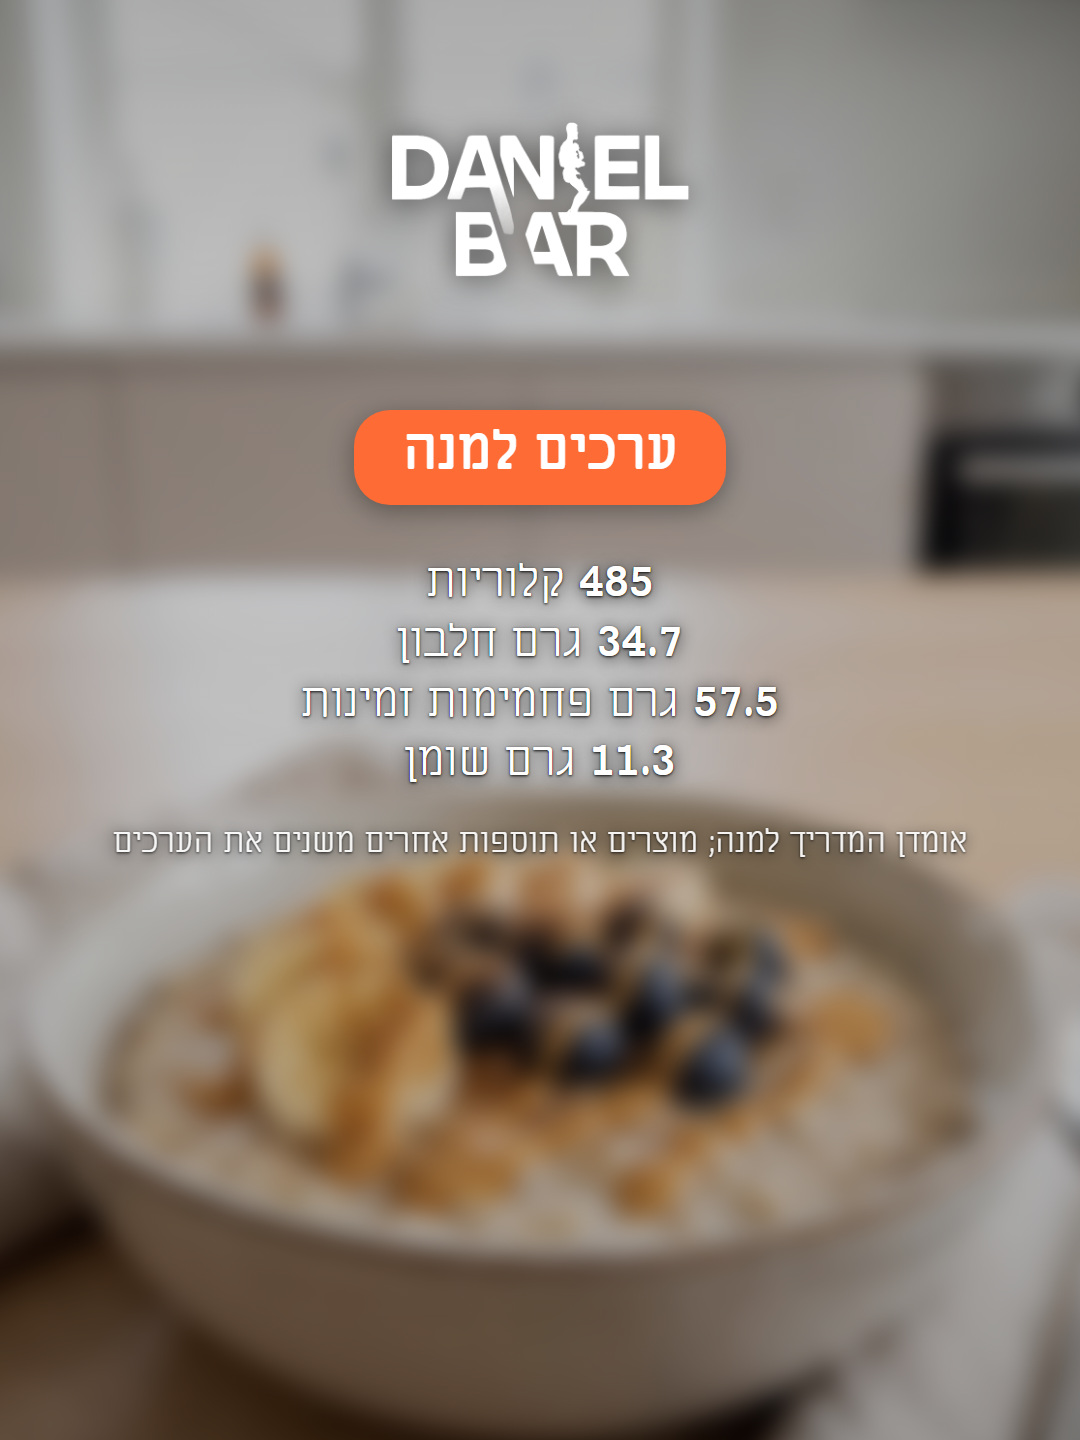 DANIEL
BAR
ערכים למנה
485 קלוריות
34.7 גרם חלבון
57.5 גרם פחמימות זמינות
11.3 גרם שומן
אומדן המדריך למנה; מוצרים או תוספות אחרים משנים את הערכים